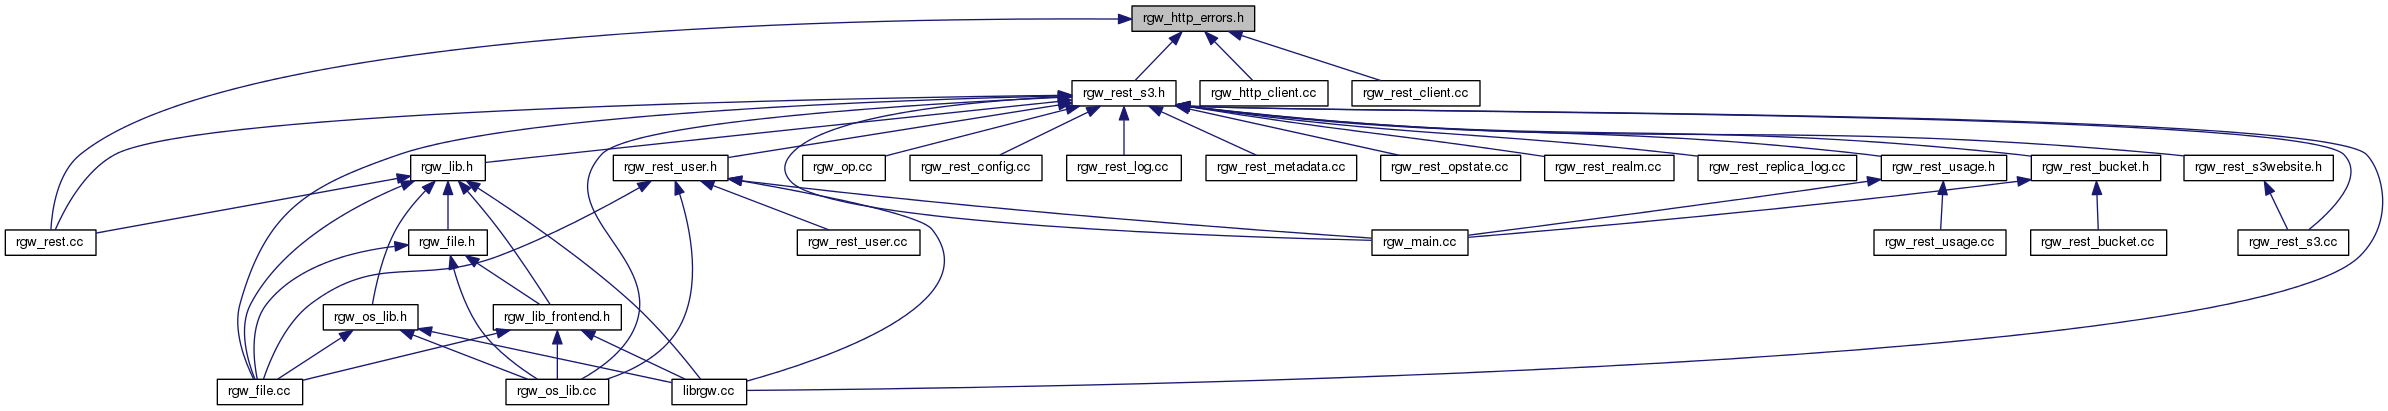 rgw_http_errors.h
rgw_rest_s3.h
rgw_http_client.cc
rgw_rest_client.cc
rgw_lib.h
rgw_rest_user.h
rgw_op.cc
rgw_rest_config.cc
rgw_rest_log.cc
rgw_rest_metadata.cc
rgw_rest_opstate.cc
rgw_rest_realm.cc
rgw_rest_replica_log.cc
rgw_rest_usage.h
rgw_rest_bucket.h
rgw_rest_s3website.h
rgw_rest.cc
rgw_file.h
rgw_rest_user.cc
rgw_main.cc
rgw_rest_usage.cc
rgw_rest_bucket.cc
rgw_rest_s3.cc
rgw_os_lib.h
rgw_lib_frontend.h
rgw_file.cc
rgw_os_lib.cc
librgw.cc